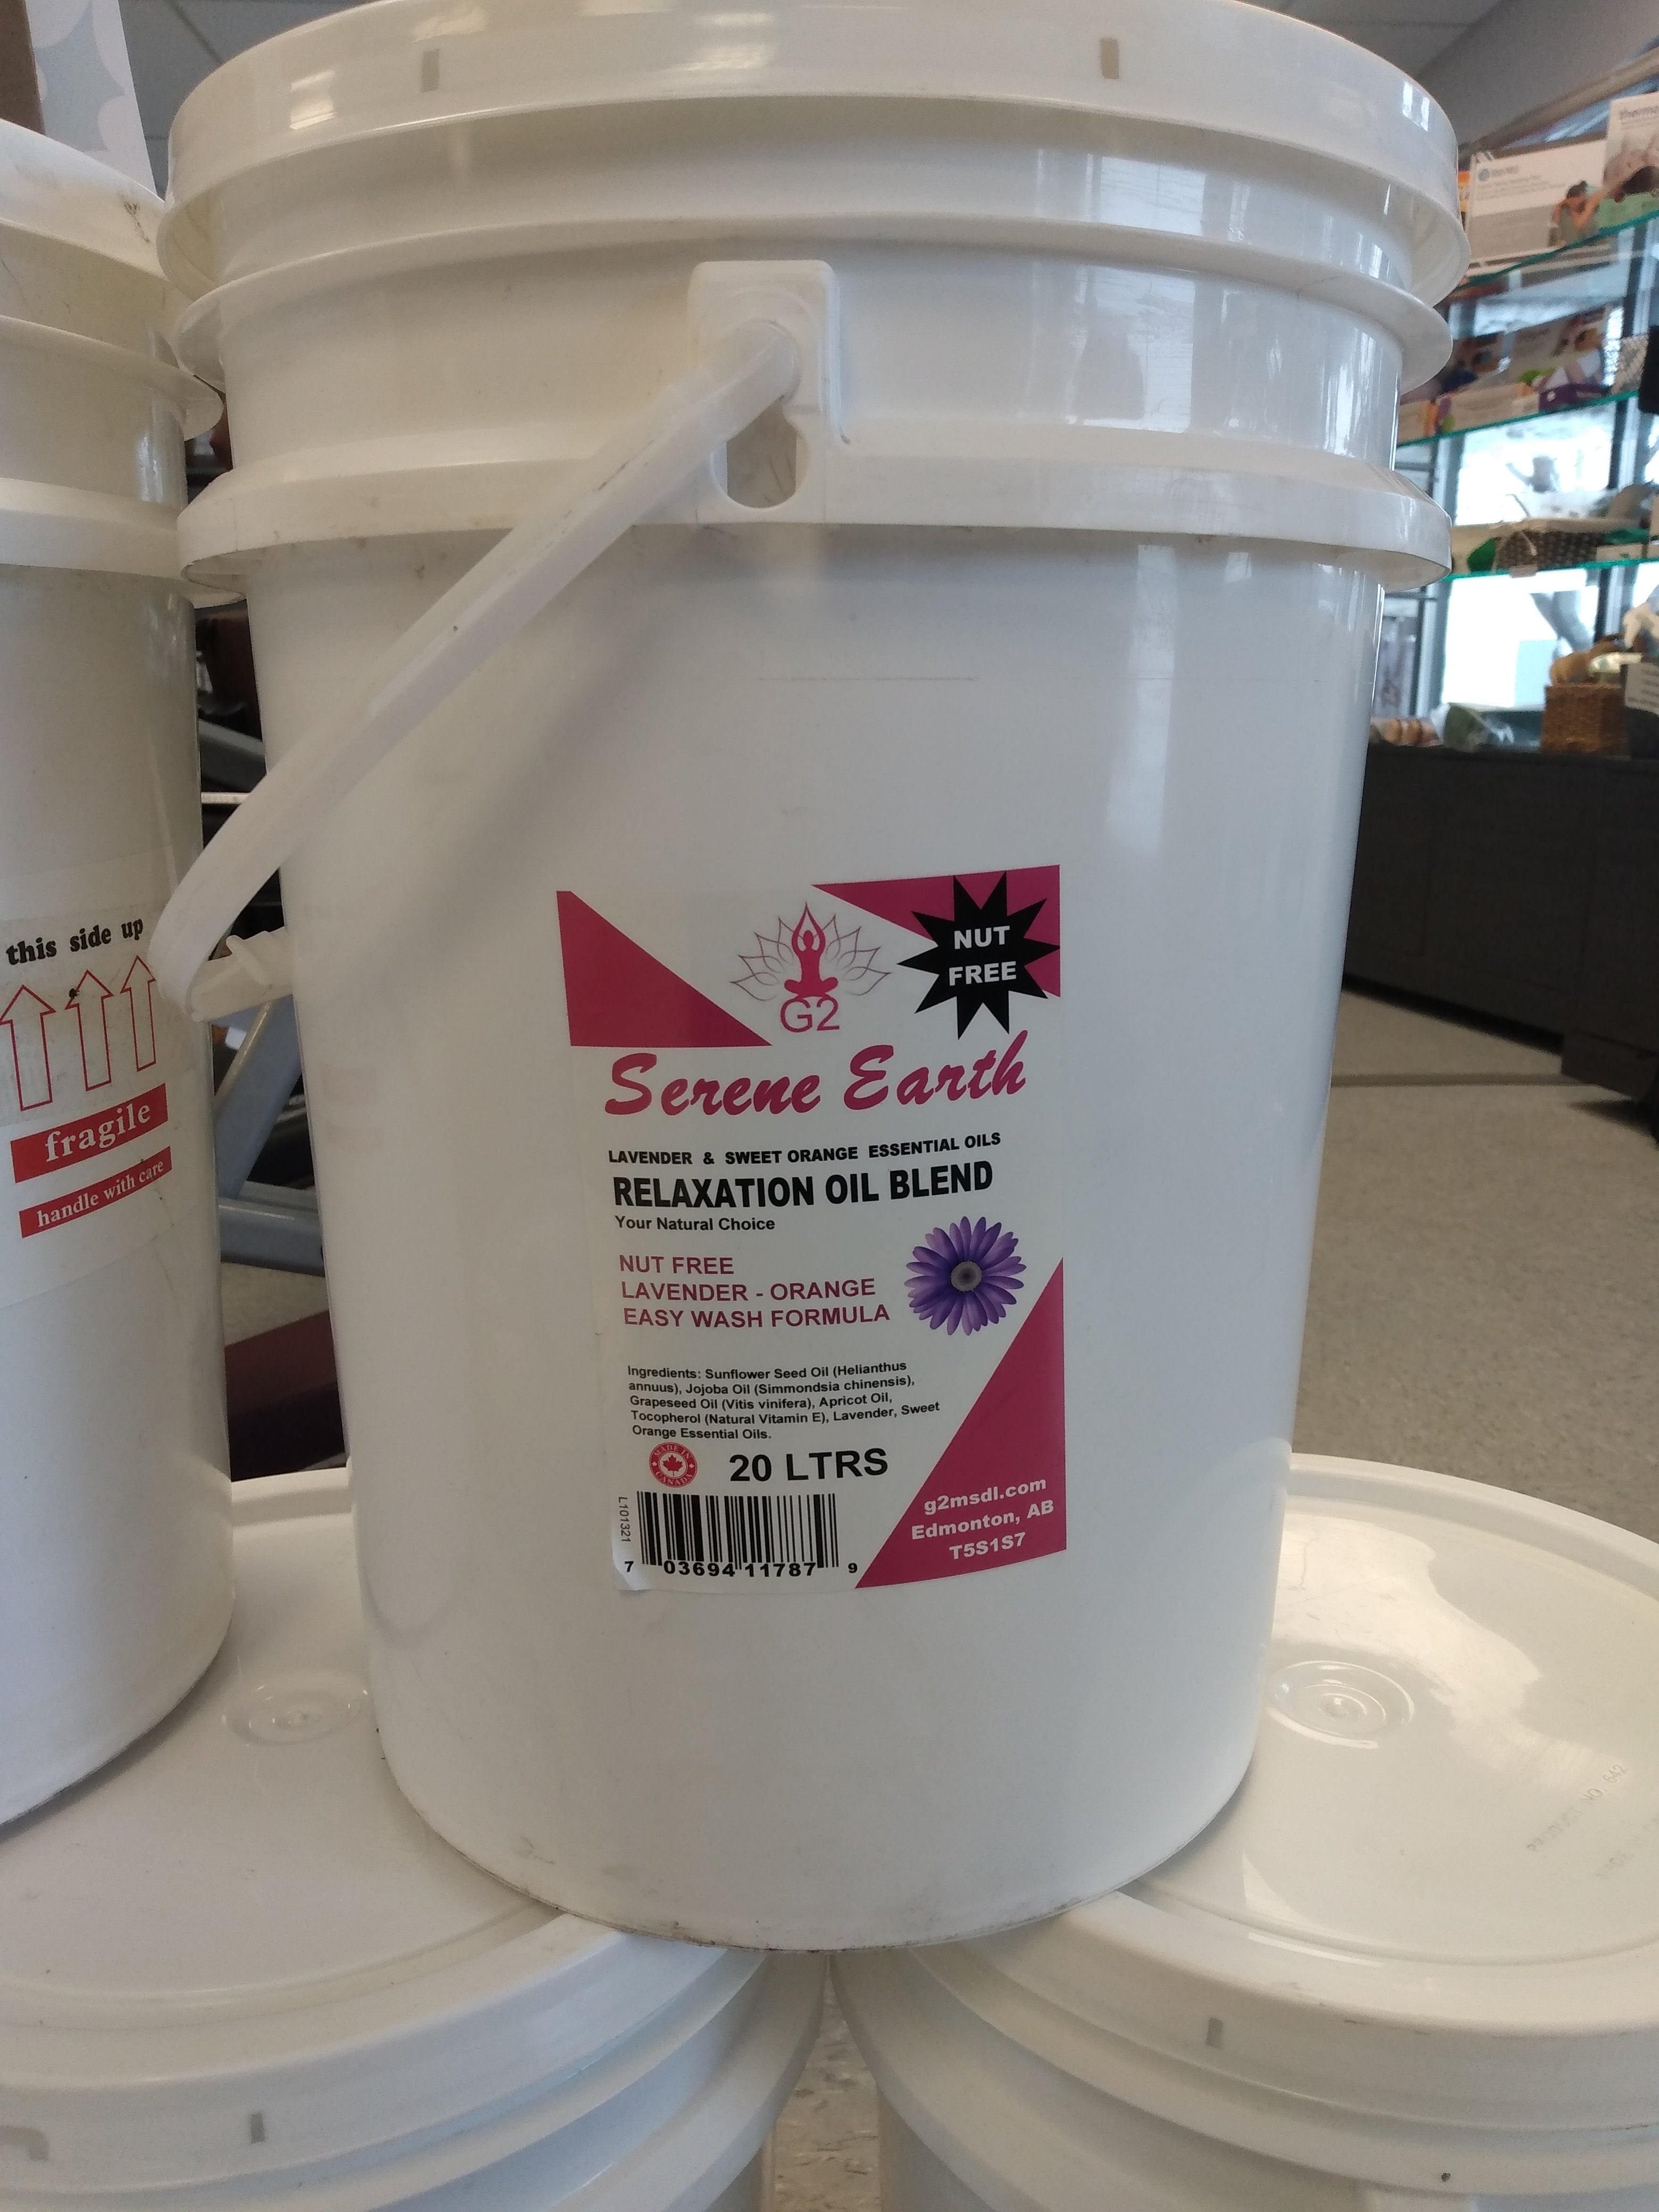 this side up
fragile
handle with care
NUT
FREE
G2
Serene Earth
LAVENDER & SWEET ORANGE ESSENTIAL OILS
RELAXATION OIL BLEND
Your Natural Choice
NUT FREE
LAVENDER - ORANGE
EASY WASH FORMULA
Ingredients: Sunflower Seed Oil (Helianthus
annuus), Jojoba Oil (Simmondsia chinensis),
Grapeseed Oil (Vitis vinifera), Apricot Oil,
Tocopherol (Natural Vitamin E), Lavender, Sweet
Orange Essential Oils.
MADE IN CANADA
20 LTRS
L101321
7 03694 11787 9
g2msdl.com
Edmonton, AB
T5S1S7